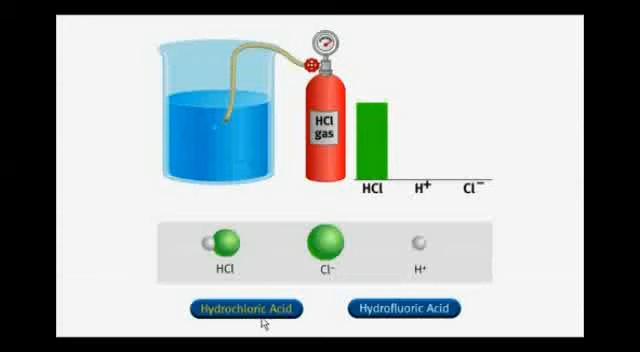 HCl
gas
HCl H+ Cl−
HCl Cl− H+
Hydrochloric Acid Hydrofluoric Acid